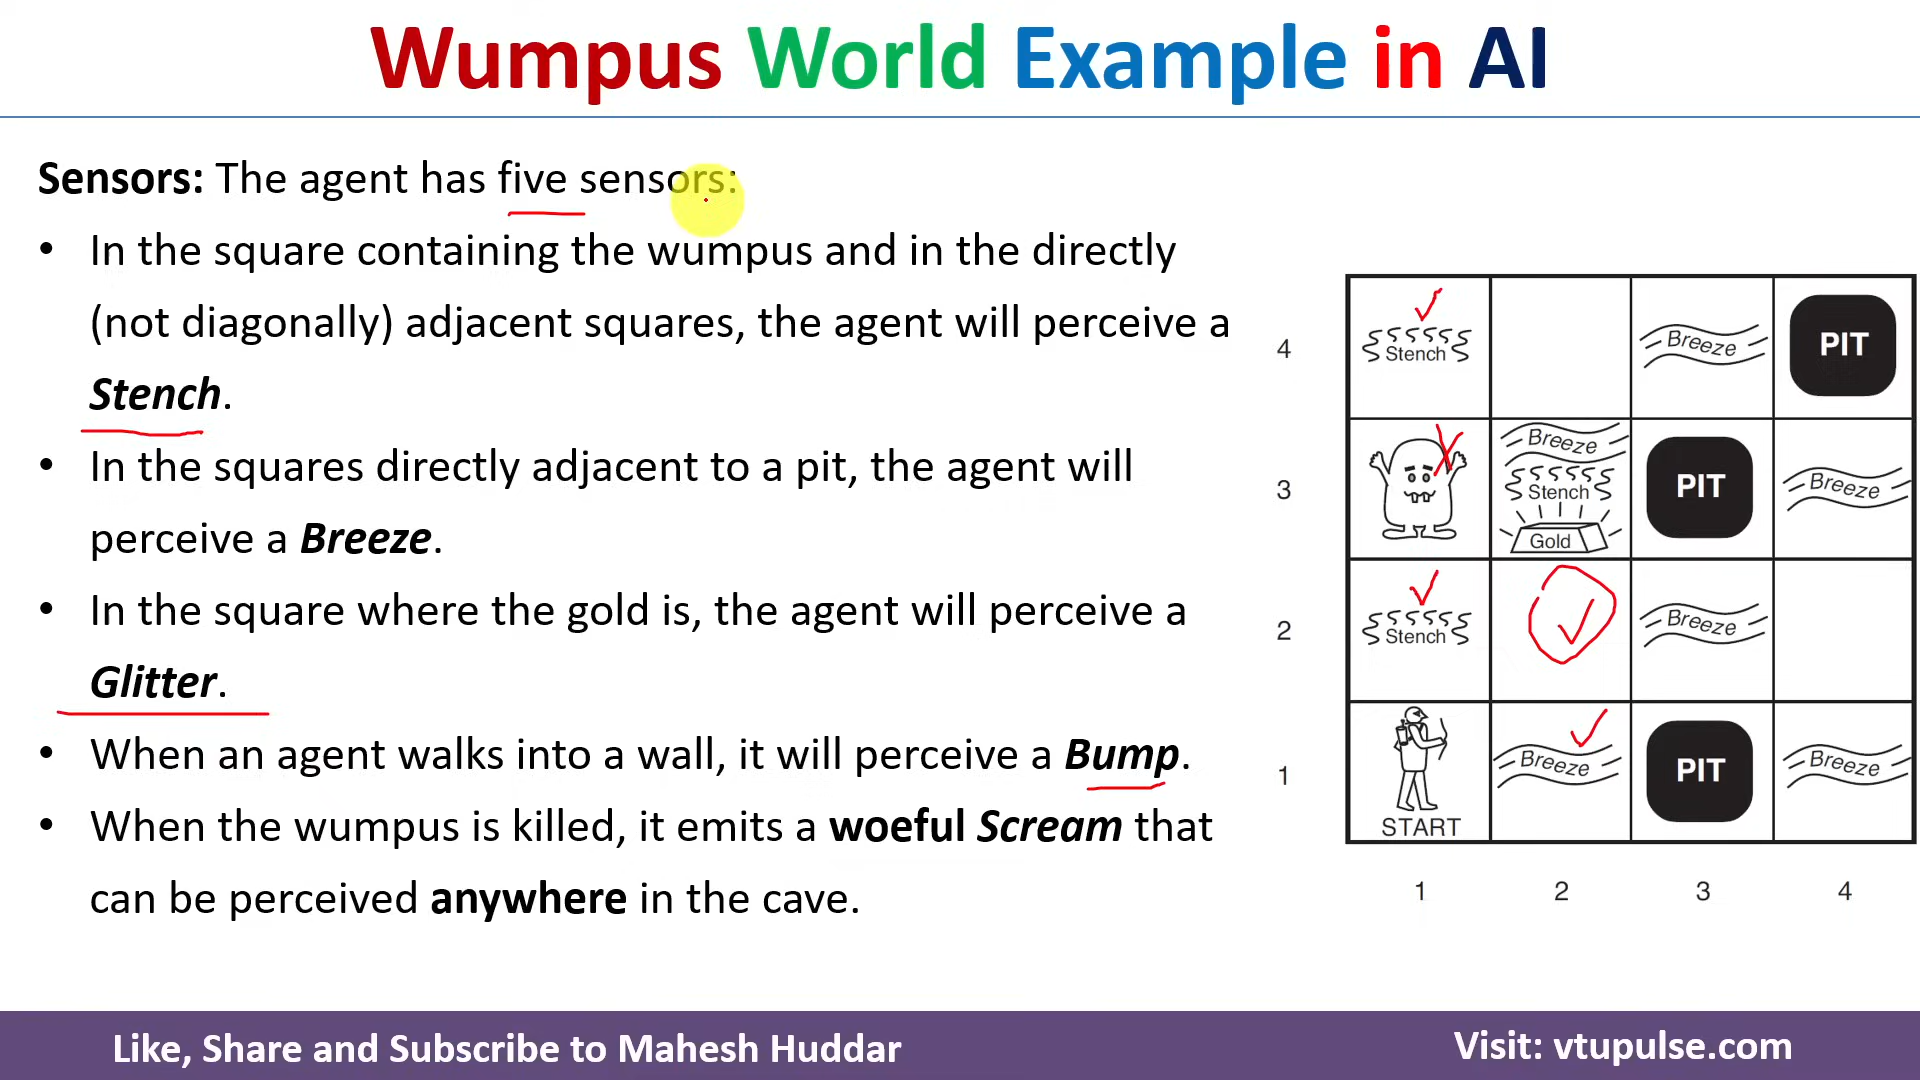 Wumpus World Example in AI
Sensors: The agent has five sensors:
• In the square containing the wumpus and in the directly
(not diagonally) adjacent squares, the agent will perceive a
Stench.
• In the squares directly adjacent to a pit, the agent will
perceive a Breeze.
• In the square where the gold is, the agent will perceive a
Glitter.
• When an agent walks into a wall, it will perceive a Bump.
• When the wumpus is killed, it emits a woeful Scream that
can be perceived anywhere in the cave.
4 Stench Breeze PIT
Breeze
3 Stench PIT Breeze
Gold
2 Stench Breeze
1 Breeze PIT Breeze
START
1 2 3 4
Like, Share and Subscribe to Mahesh Huddar
Visit: vtupulse.com